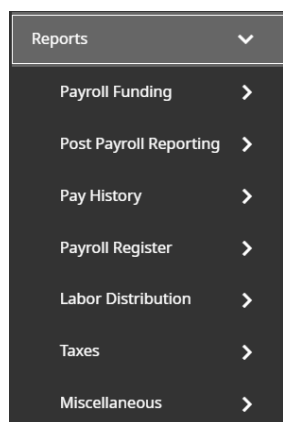 Reports
Payroll Funding
Post Payroll Reporting
Pay History
Payroll Register
Labor Distribution
Taxes
Miscellaneous